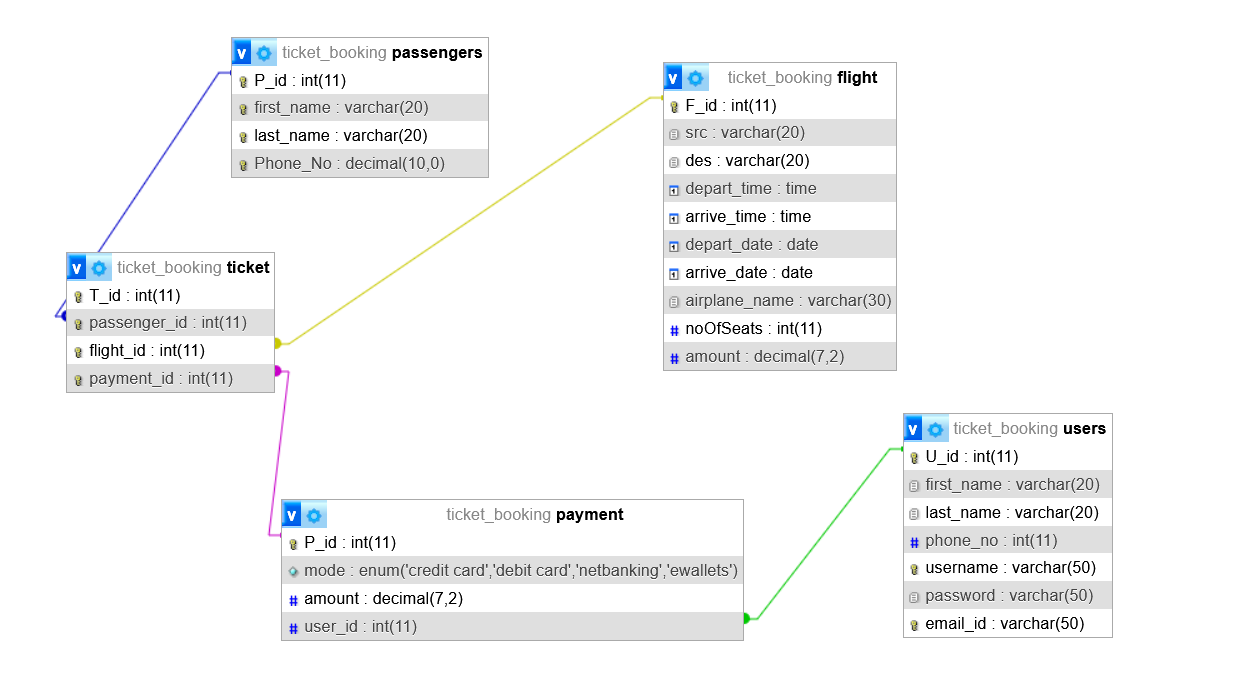 v ticket_booking passengers
P_id : int(11)
first_name : varchar(20)
last_name : varchar(20)
Phone_No : decimal(10,0)
v ticket_booking flight
F_id : int(11)
src : varchar(20)
des : varchar(20)
depart_time : time
arrive_time : time
depart_date : date
arrive_date : date
airplane_name : varchar(30)
# noOfSeats : int(11)
# amount : decimal(7,2)
v ticket_booking ticket
T_id : int(11)
passenger_id : int(11)
flight_id : int(11)
payment_id : int(11)
v ticket_booking users
U_id : int(11)
first_name : varchar(20)
last_name : varchar(20)
# phone_no : int(11)
username : varchar(50)
password : varchar(50)
email_id : varchar(50)
v ticket_booking payment
P_id : int(11)
mode : enum('credit card','debit card','netbanking','ewallets')
# amount : decimal(7,2)
# user_id : int(11)